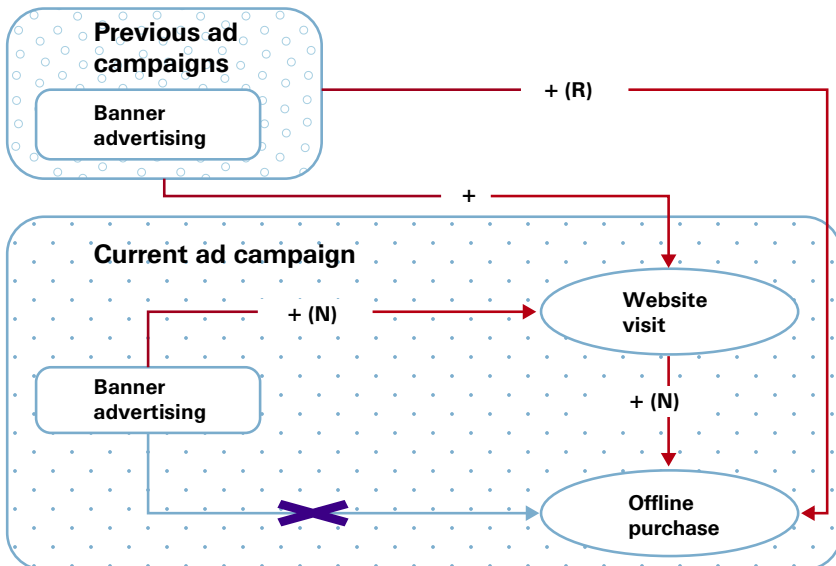 Previous ad
campaigns
Banner
advertising
+ (R)
+
Current ad campaign
+ (N)
Website
visit
Banner
advertising
+ (N)
Offline
purchase